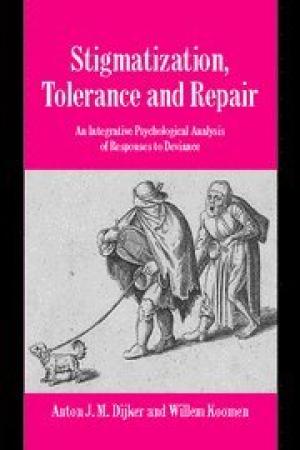 Stigmatization,
Tolerance and Repair
An Integrative Psychological Analysis
of Responses to Deviance
Anton J. M. Dijker and Willem Koomen